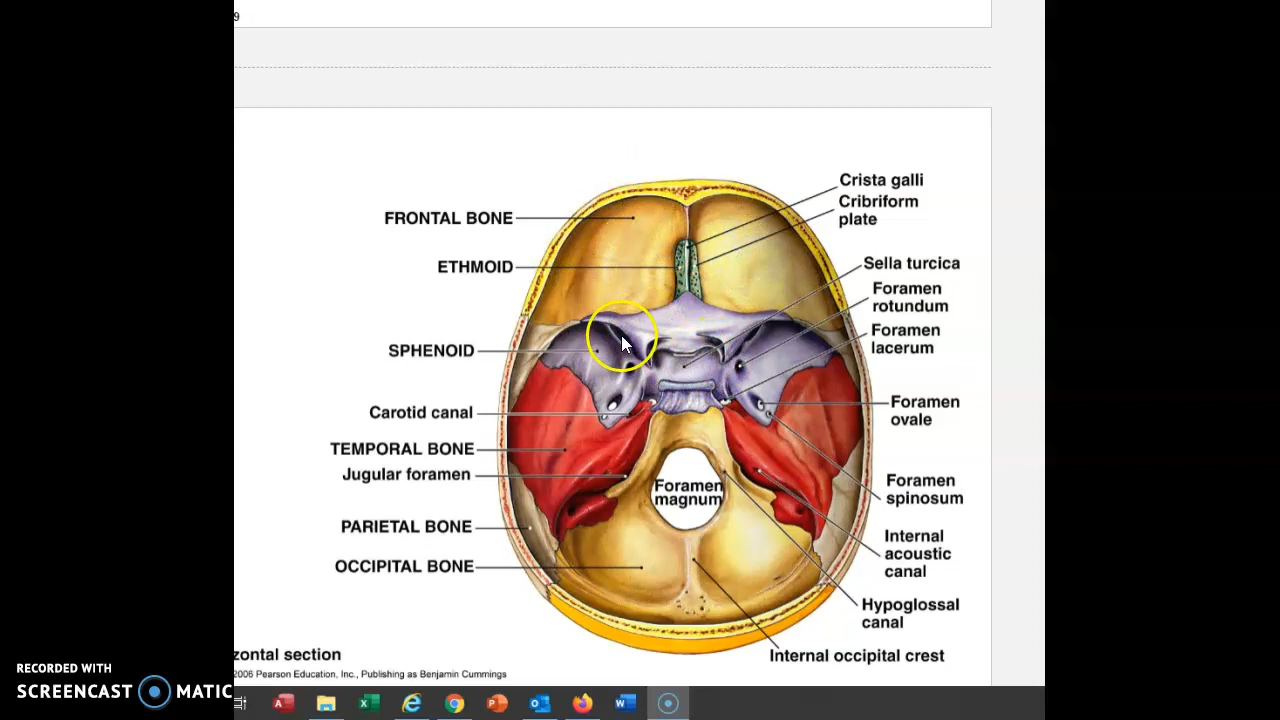 9
Crista galli
Cribriform
plate
FRONTAL BONE
ETHMOID
Sella turcica
Foramen
rotundum
Foramen
lacerum
SPHENOID
Carotid canal
Foramen
ovale
TEMPORAL BONE
Jugular foramen
Foramen
magnum
Foramen
spinosum
PARIETAL BONE
Internal
acoustic
canal
OCCIPITAL BONE
Hypoglossal
canal
Internal occipital crest
zontal section
2006 Pearson Education, Inc., Publishing as Benjamin Cummings
RECORDED WITH
SCREENCAST MATIC